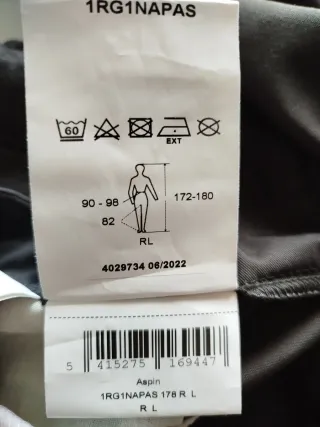 1RG1NAPAS
60
EXT
90 - 98
172-180
82
RL
4029734 06/2022
5 415275 169447
Aspin
1RG1NAPAS 178 R L
R L